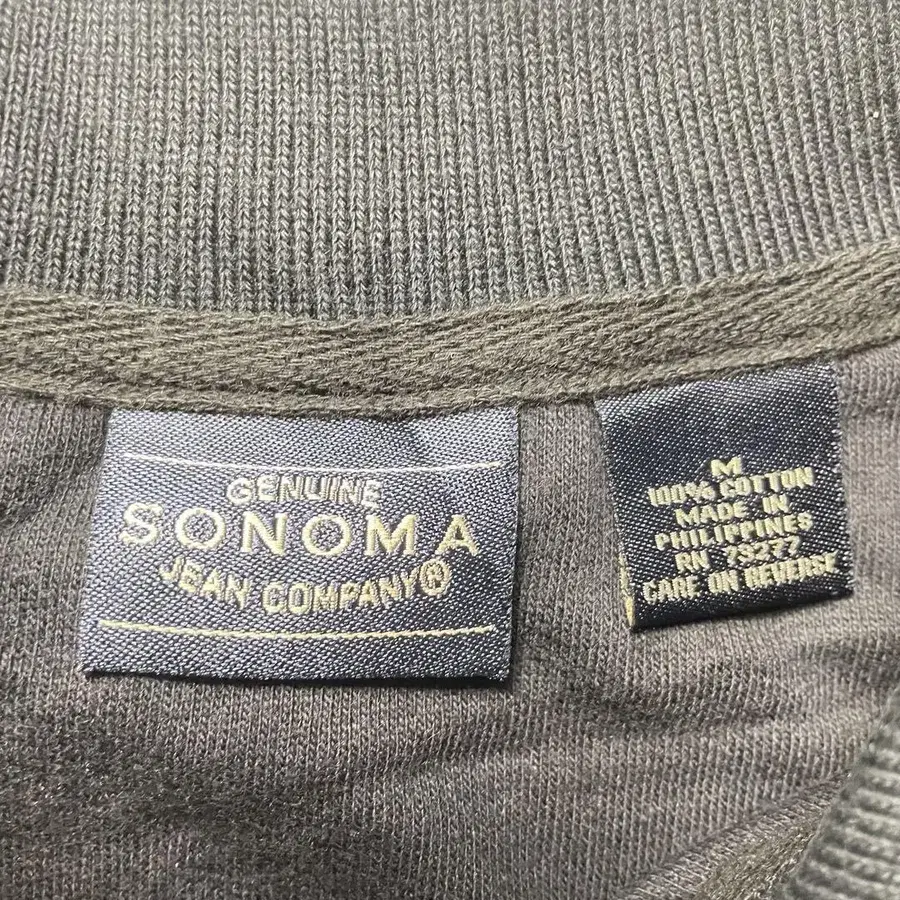 GENUINE
SONOMA
JEAN COMPANY®
M
100% COTTON
MADE IN
PHILIPPINES
RN 73277
CARE ON REVERSE